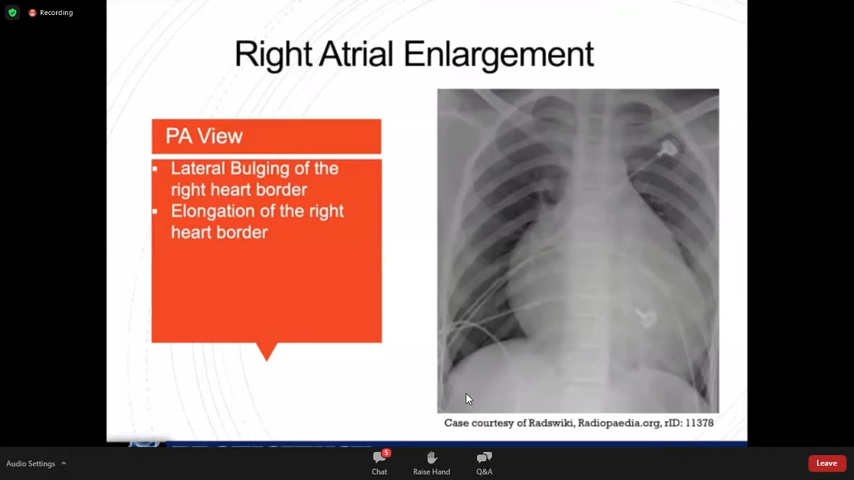 Recording
Right Atrial Enlargement
PA View
Lateral Bulging of the
right heart border
Elongation of the right
heart border
Case courtesy of Radswiki, Radiopaedia.org, rID: 11378
Audio Settings
5
Chat
Raise Hand
Q&A
Leave